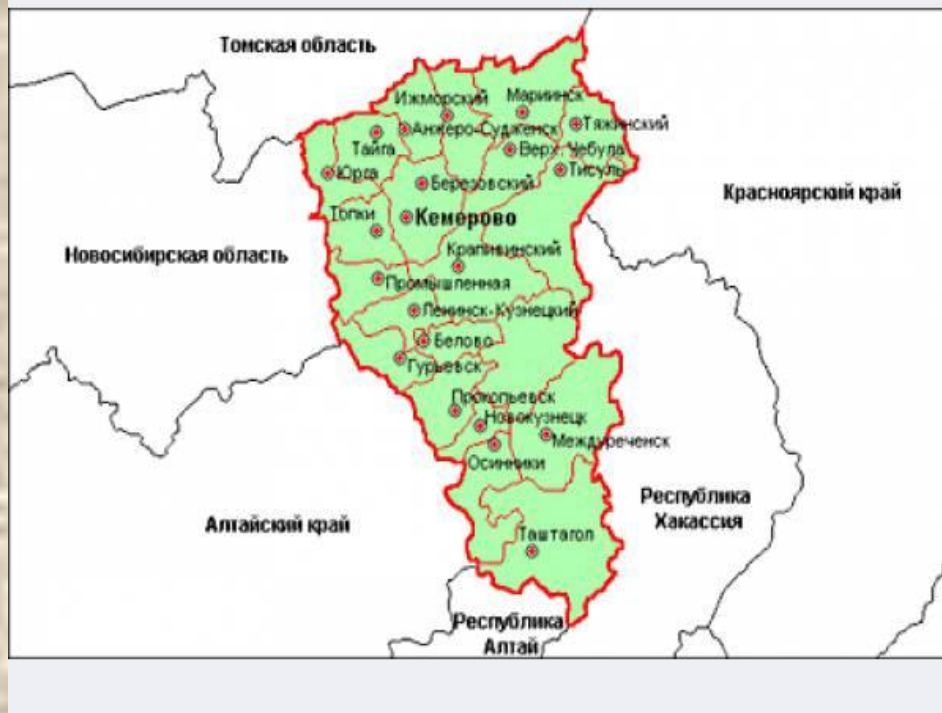 Томская область
Ижморский
Мариинск
Анжеро-Судженск
Тяжинский
Тайга
Верх. Чебула
Юрга
Березовский
Тисуль
Красноярский край
Топки
Кемерово
Новосибирская область
Крапивинский
Промышленная
Ленинск-Кузнецкий
Белово
Гурьевск
Прокопьевск
Новокузнецк
Междуреченск
Осинники
Республика
Хакассия
Алтайский край
Таштагол
Республика
Алтай